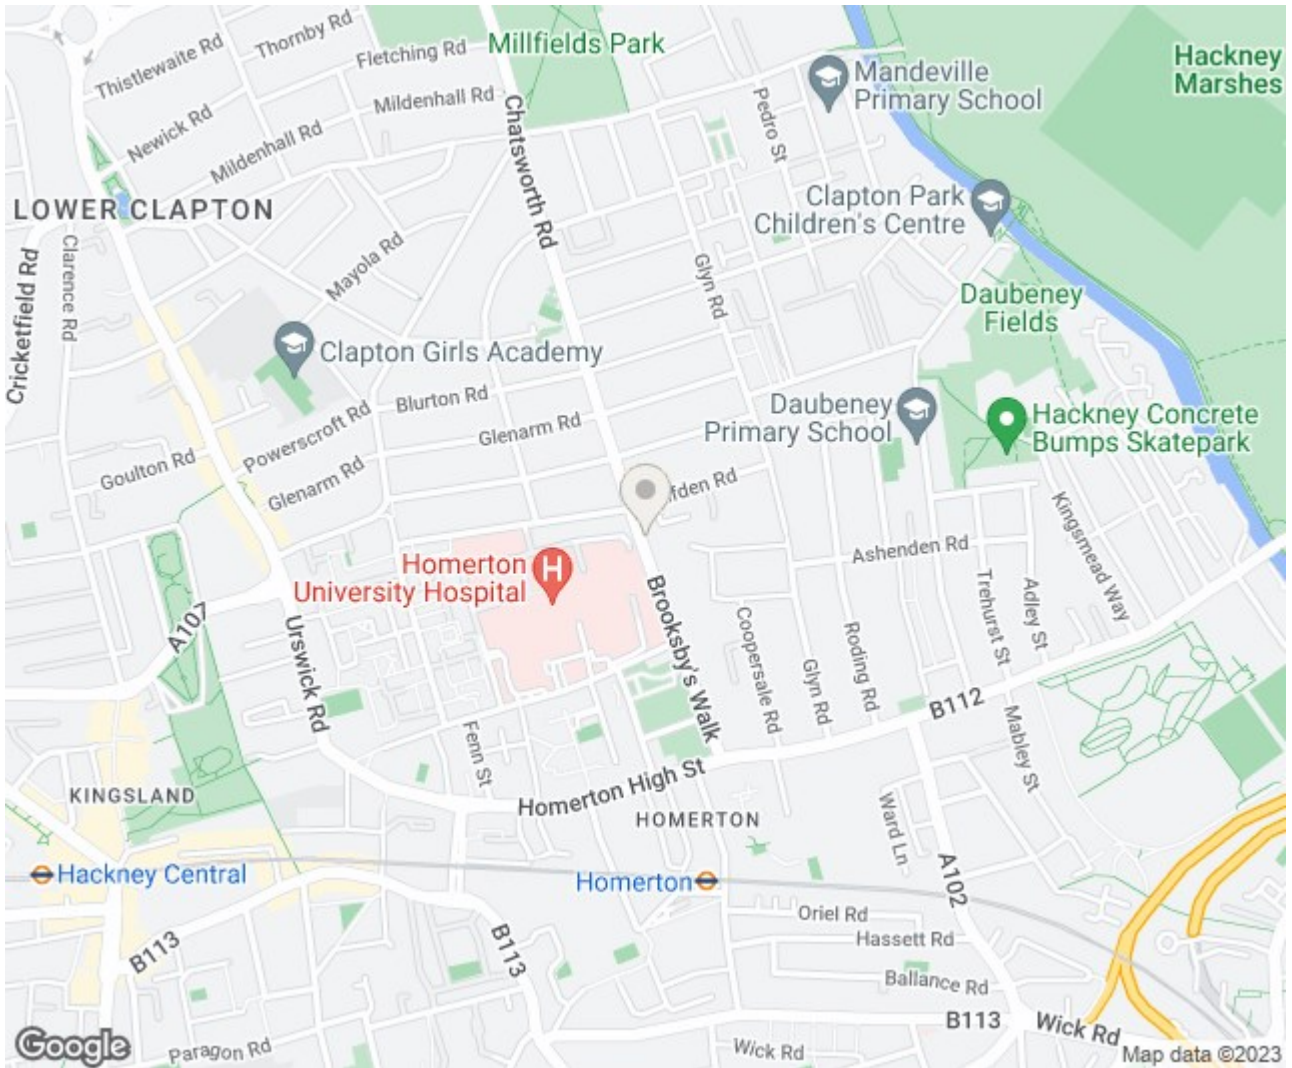 Thornby Rd
Thistlewaite Rd
Fletching Rd
Millfields Park
Hackney
Marshes
Mandeville
Primary School
Mildenhall Rd
Newick Rd
Mildenhall Rd
Chatsworth Rd
Pedro St
LOWER CLAPTON
Clapton Park
Children's Centre
Cricketfield Rd
Clarence Rd
Mayola Rd
Glyn Rd
Daubeney
Fields
Clapton Girls Academy
Blurton Rd
Daubeney
Primary School
Hackney Concrete
Bumps Skatepark
Powerscroft Rd
Glenarm Rd
Goulton Rd
Glenarm Rd
Rd
Kingsmead Way
Ashenden Rd
Homerton
University Hospital
H
A107
Urswick Rd
Brooksby's Walk
Coopersale Rd
Glyn Rd
Roding Rd
Trehurst St
Adley St
B112
Mabley St
Fenn St
Homerton High St
KINGSLAND
HOMERTON
Ward Ln
Hackney Central
Homerton
A102
B113
B113
Oriel Rd
Hassett Rd
Ballance Rd
B113
Wick Rd
Wick Rd
Paragon Rd
Google
Map data ©2023